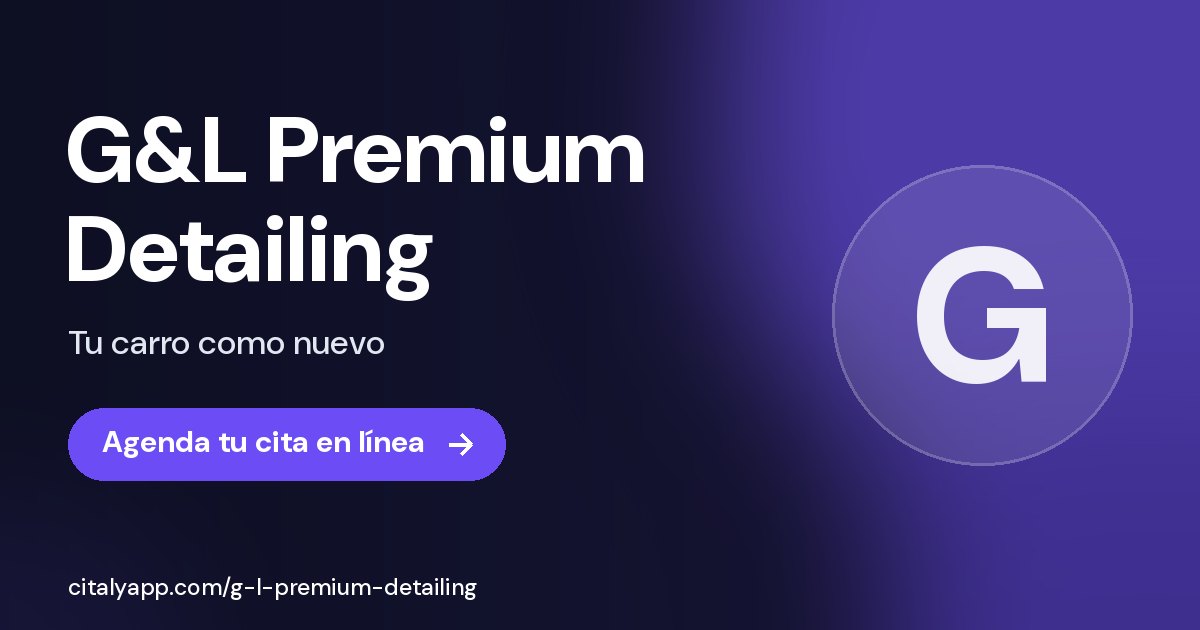 G&L Premium
Detailing
Tu carro como nuevo
Agenda tu cita en línea →
citalyapp.com/g-l-premium-detailing
G